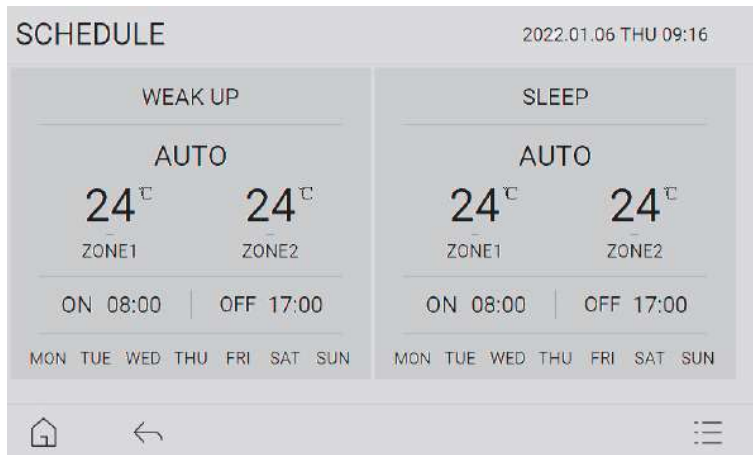 SCHEDULE
2022.01.06 THU 09:16
WEAK UP
AUTO
24℃ 24℃
ZONE1 ZONE2
ON 08:00 OFF 17:00
MON TUE WED THU FRI SAT SUN
SLEEP
AUTO
24℃ 24℃
ZONE1 ZONE2
ON 08:00 OFF 17:00
MON TUE WED THU FRI SAT SUN